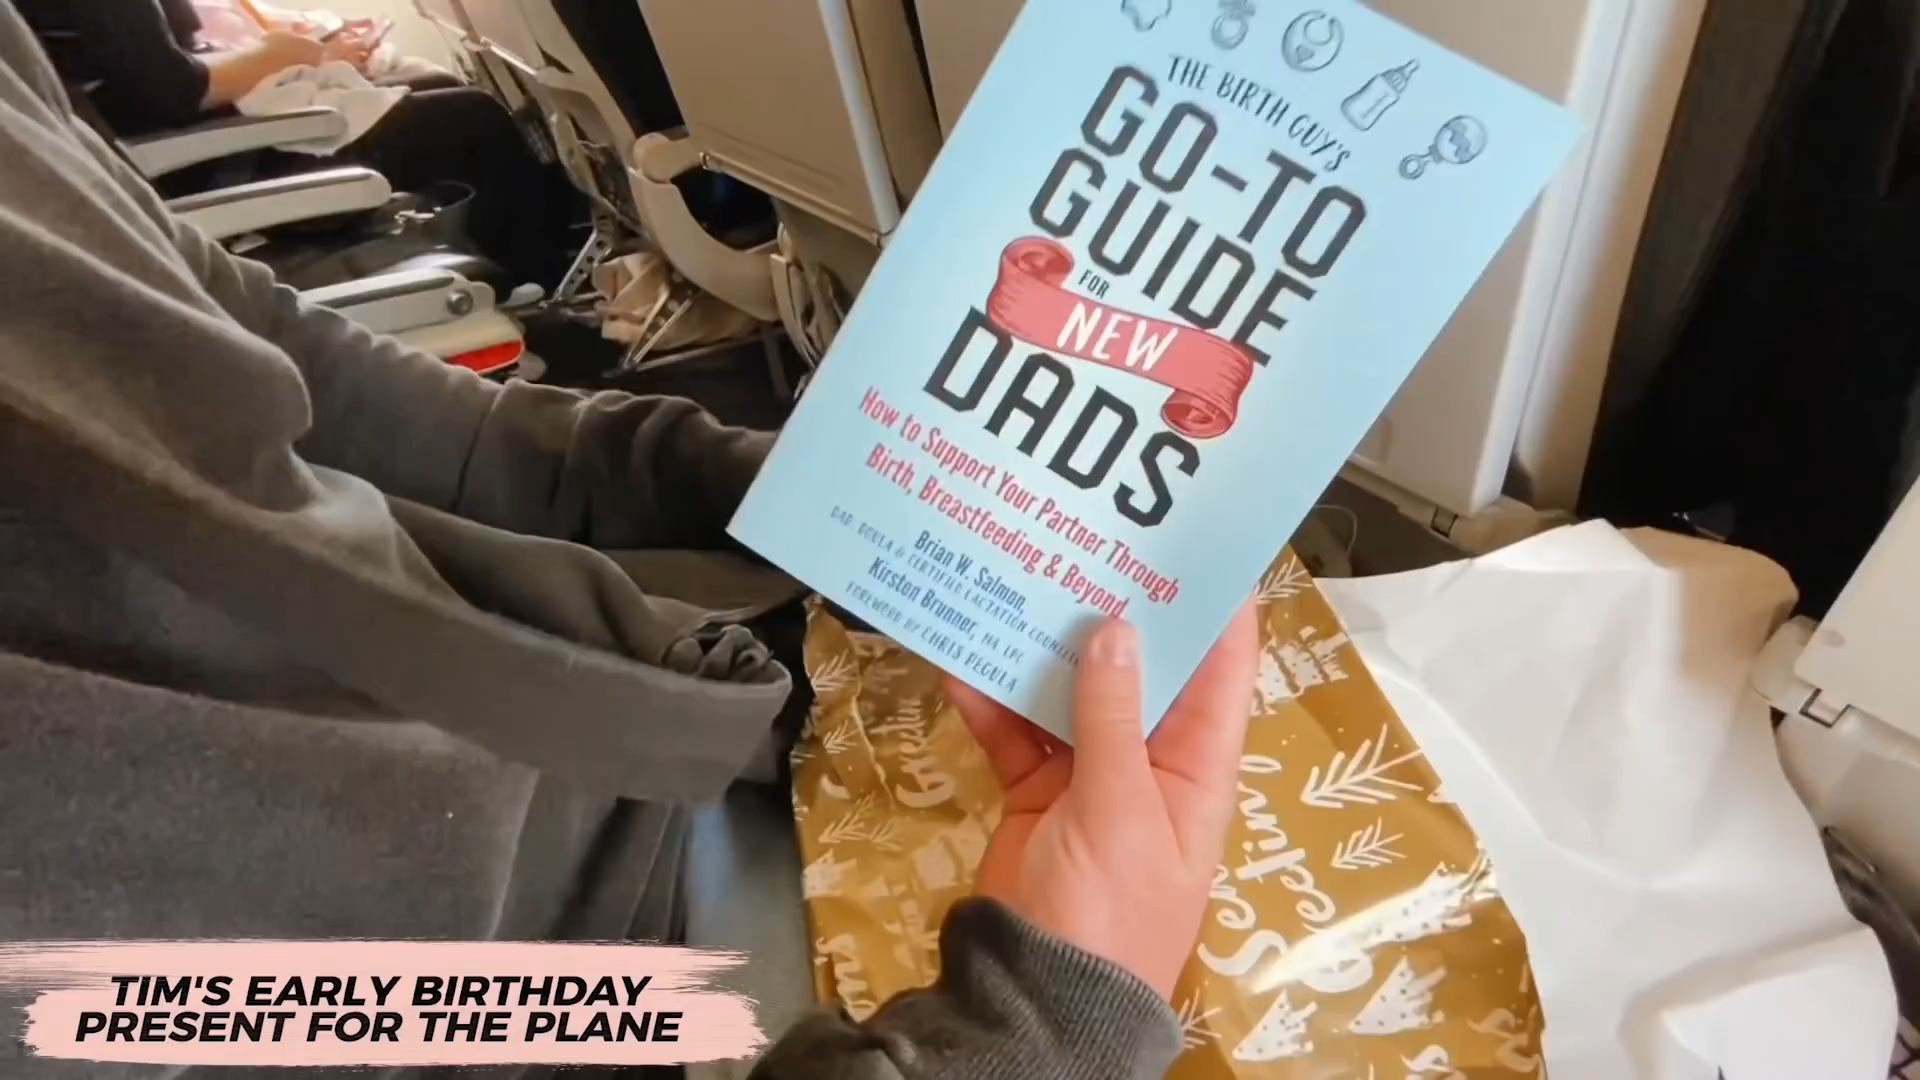 THE BIRTH GUY'S
GO-TO
GUIDE
FOR
NEW
DADS
How to Support Your Partner Through
Birth, Breastfeeding & Beyond
Brian W. Salmon,
DAD, DOULA & CERTIFIED LACTATION
Kirsten Brunner, MA, LPC
FOREWORD BY CHRIS PEGULA
Greetin
Greetin
TIM'S EARLY BIRTHDAY
PRESENT FOR THE PLANE